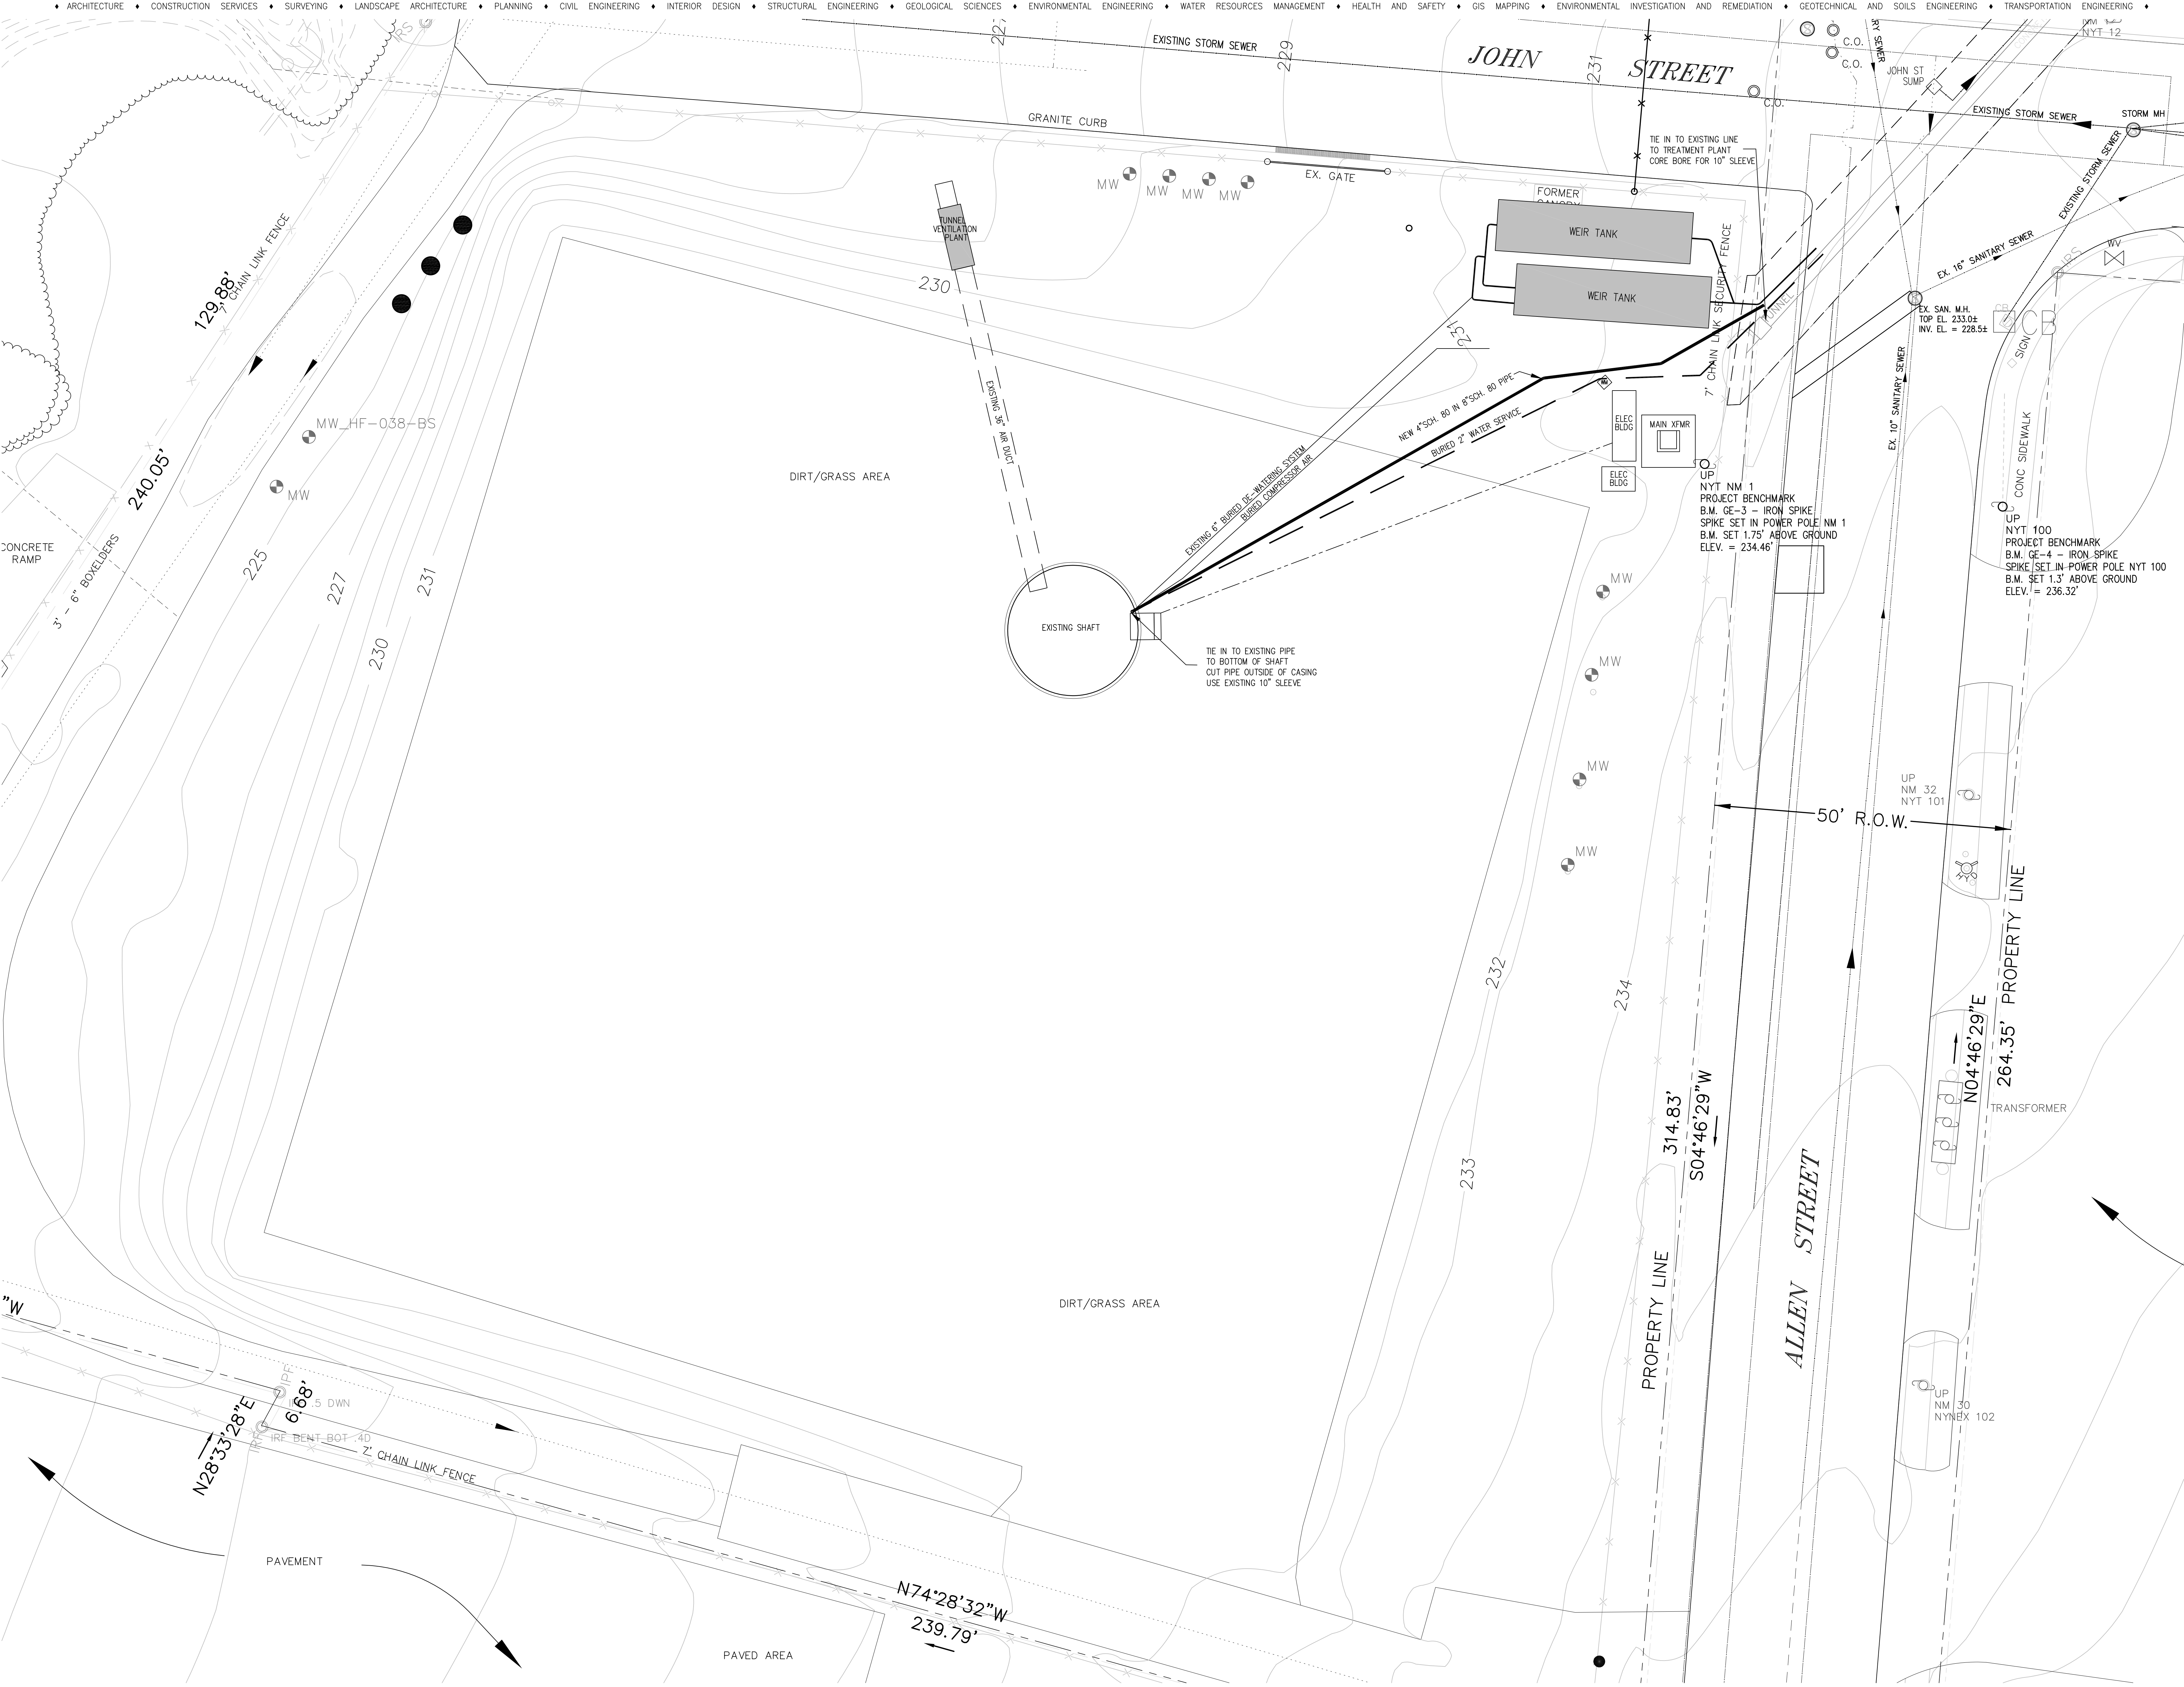 ♦ ARCHITECTURE ♦ CONSTRUCTION SERVICES ♦ SURVEYING ♦ LANDSCAPE ARCHITECTURE ♦ PLANNING ♦ CIVIL ENGINEERING ♦ INTERIOR DESIGN ♦ STRUCTURAL ENGINEERING ♦ GEOLOGICAL SCIENCES ♦ ENVIRONMENTAL ENGINEERING ♦ WATER RESOURCES MANAGEMENT ♦ HEALTH AND SAFETY ♦ GIS MAPPING ♦ ENVIRONMENTAL INVESTIGATION AND REMEDIATION ♦ GEOTECHNICAL AND SOILS ENGINEERING ♦ TRANSPORTATION ENGINEERING ♦
IRS
229
EXISTING STORM SEWER
JOHN STREET
231
NYT 12
C.O.
C.O.
C.O.
JOHN ST
SUMP
EXISTING STORM SEWER
STORM MH
EXISTING STORM SEWER
GRANITE CURB
EX. GATE
TIE IN TO EXISTING LINE
TO TREATMENT PLANT
CORE BORE FOR 10" SLEEVE
MW
MW
MW
MW
FORMER
CANOPY
WEIR TANK
WEIR TANK
7' CHAIN LINK SECURITY FENCE
TUNNEL
EX. 16" SANITARY SEWER
EX. SAN. M.H.
TOP EL. 233.0±
INV. EL. = 228.5±
CB
CB
SIGN
IRS
WV
TUNNEL
VENTILATION
PLANT
7' CHAIN LINK FENCE
129.88'
230
231
EXISTING 36" AIR DUCT
NEW 4"SCH. 80 IN 8"SCH. 80 PIPE
BURIED 2" WATER SERVICE
EXISTING 6" BURIED DE-WATERING SYSTEM
BURIED COMPRESSOR AIR
ELEC
BLDG
MAIN XFMR
ELEC
BLDG
EX. 10" SANITARY SEWER
CONC SIDEWALK
MW_HF-038-BS
MW
DIRT/GRASS AREA
240.05'
UP
NYT NM 1
PROJECT BENCHMARK
B.M. GE-3 - IRON SPIKE
SPIKE SET IN POWER POLE NM 1
B.M. SET 1.75' ABOVE GROUND
ELEV. = 234.46'
UP
NYT 100
PROJECT BENCHMARK
B.M. GE-4 - IRON SPIKE
SPIKE SET IN POWER POLE NYT 100
B.M. SET 1.3' ABOVE GROUND
ELEV. = 236.32'
CONCRETE
RAMP
3' - 6" BOXELDERS
225
227
231
230
EXISTING SHAFT
TIE IN TO EXISTING PIPE
TO BOTTOM OF SHAFT
CUT PIPE OUTSIDE OF CASING
USE EXISTING 10" SLEEVE
MW
MW
MW
MW
UP
NM 32
NYT 101
50' R.O.W.
HYD
232
234
233
264.35' PROPERTY LINE
N04°46'29"E
TRANSFORMER
314.83'
S04°46'29"W
ALLEN STREET
PROPERTY LINE
DIRT/GRASS AREA
"W
IPF
6.68'
N28°33'28"E
IRF
IRF BENT BOT .4D
7' CHAIN LINK FENCE
UP
NM 30
NYNEX 102
PAVEMENT
N74°28'32"W
239.79'
PAVED AREA